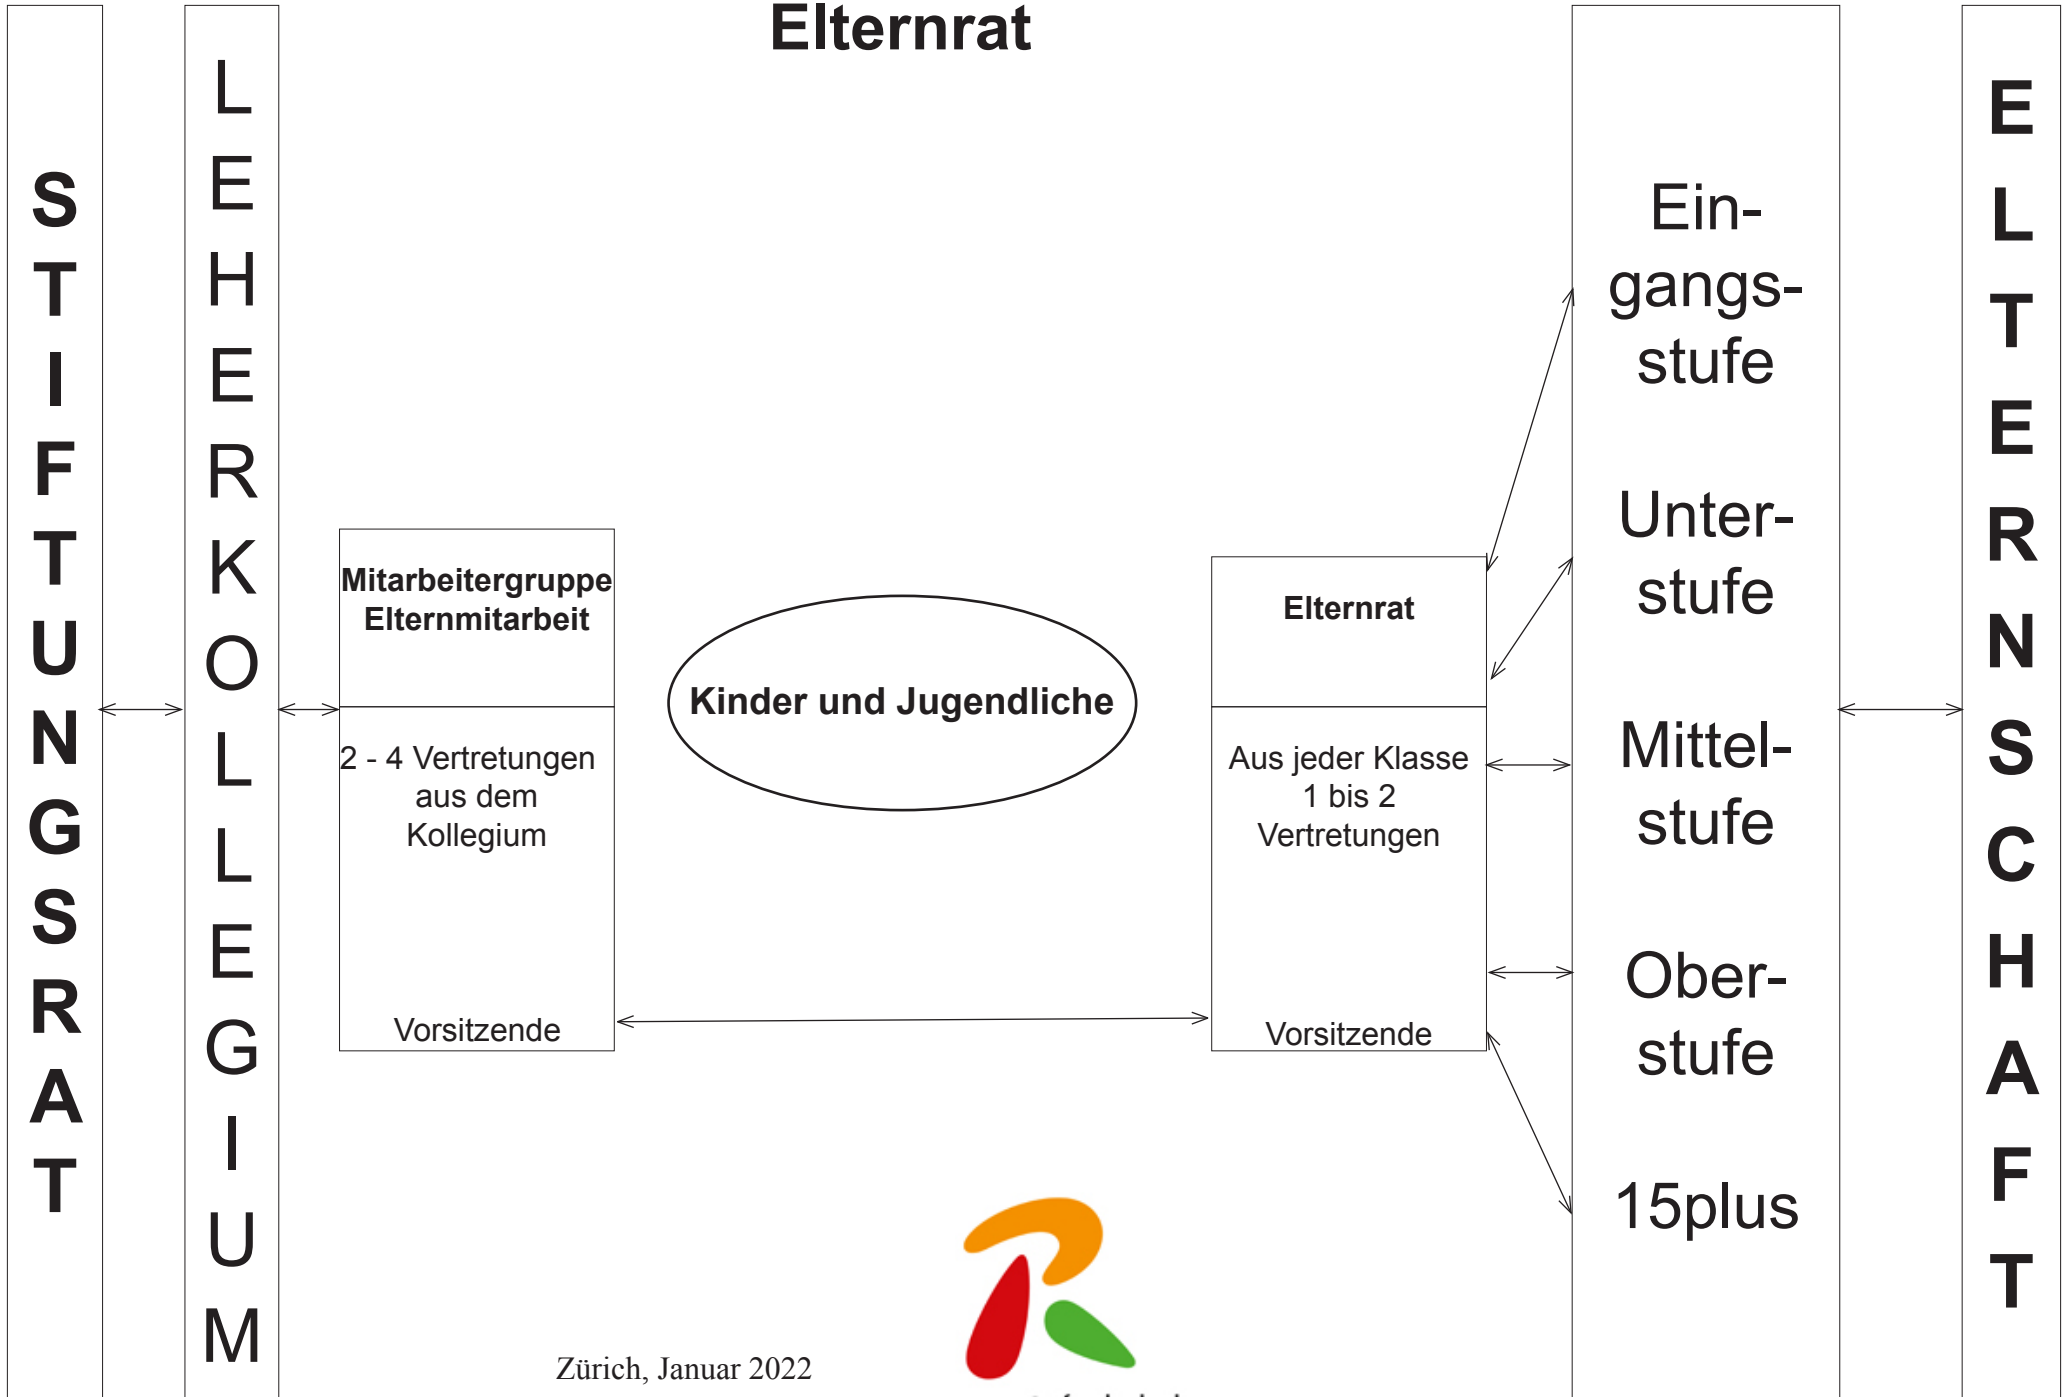 Elternrat
STIFTUNGSRAT
LEHERKOLLEGIUM
Mitarbeitergruppe
Elternmitarbeit
2 - 4 Vertretungen
aus dem
Kollegium
Vorsitzende
Kinder und Jugendliche
Elternrat
Aus jeder Klasse
1 bis 2
Vertretungen
Vorsitzende
Ein-
gangs-
stufe
Unter-
stufe
Mittel-
stufe
Ober-
stufe
15plus
ELTERNSCHAFT
Zürich, Januar 2022